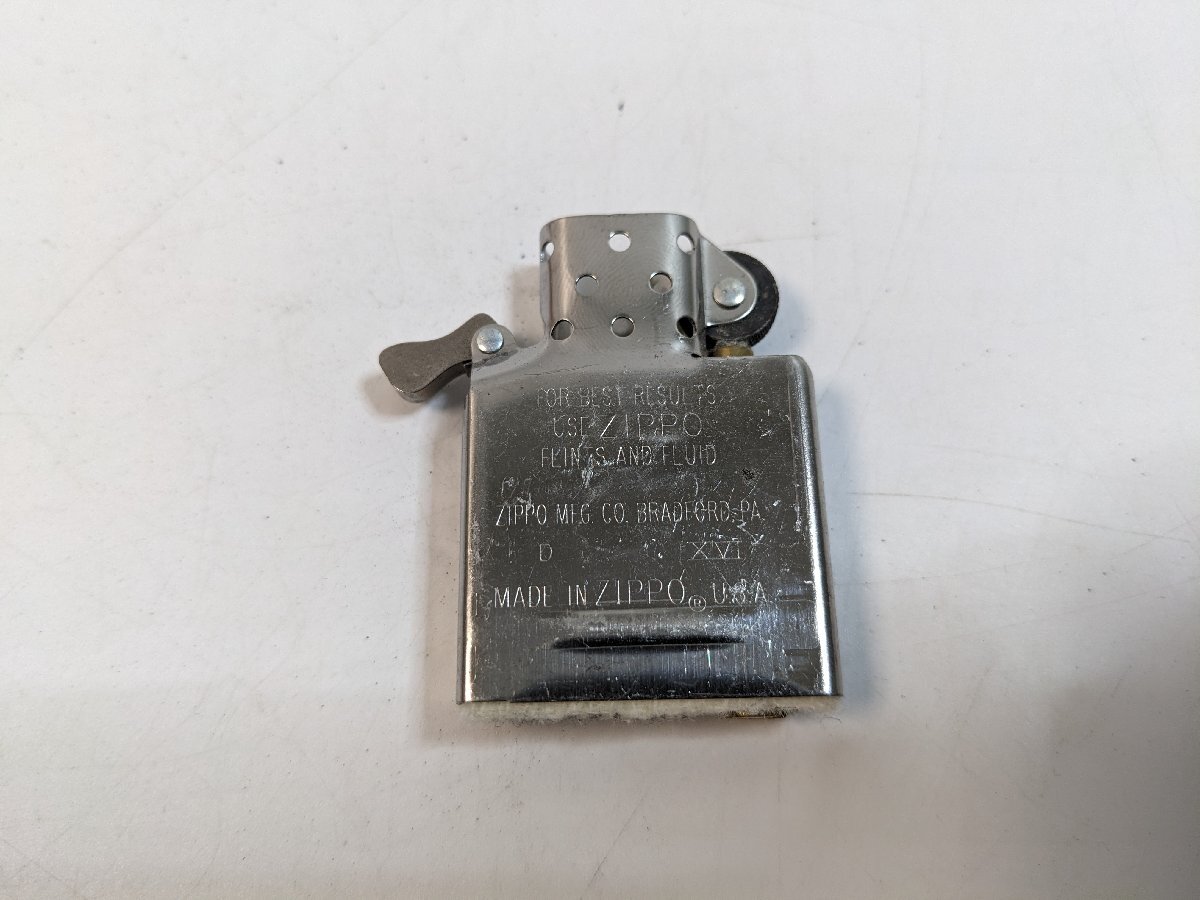 FOR BEST RESULTS
USE ZIPPO
FLINTS AND FLUID
ZIPPO MFG. CO. BRADFORD, PA.
D XVI
MADE IN ZIPPO ® U.S.A.